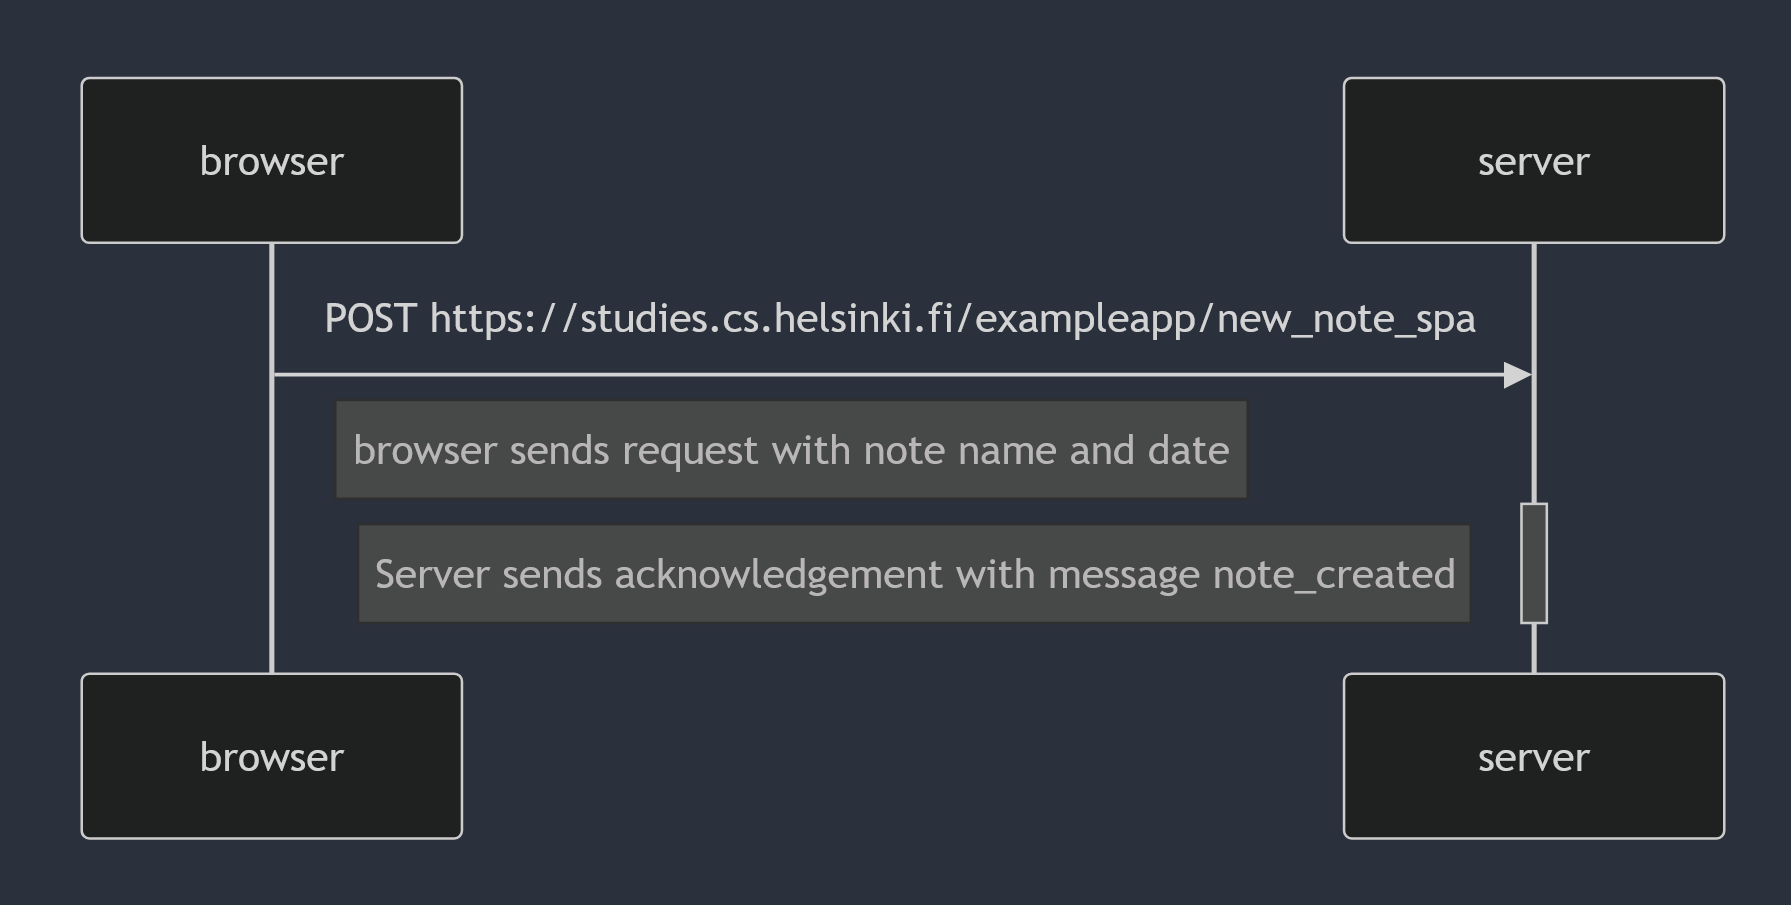 browser
server
POST https://studies.cs.helsinki.fi/exampleapp/new_note_spa
browser sends request with note name and date
Server sends acknowledgement with message note_created
browser
server